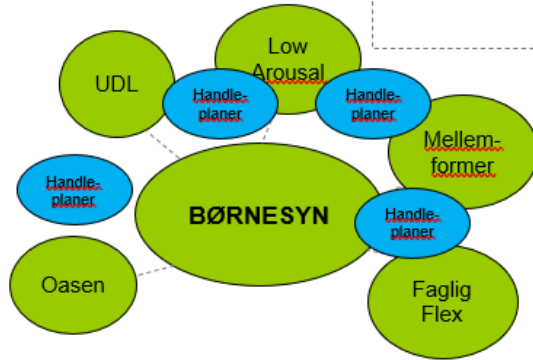 Low
Arousal
UDL
Handle-
planer
Handle-
planer
Mellem-
former
Handle-
planer
BØRNESYN
Handle-
planer
Oasen
Faglig
Flex